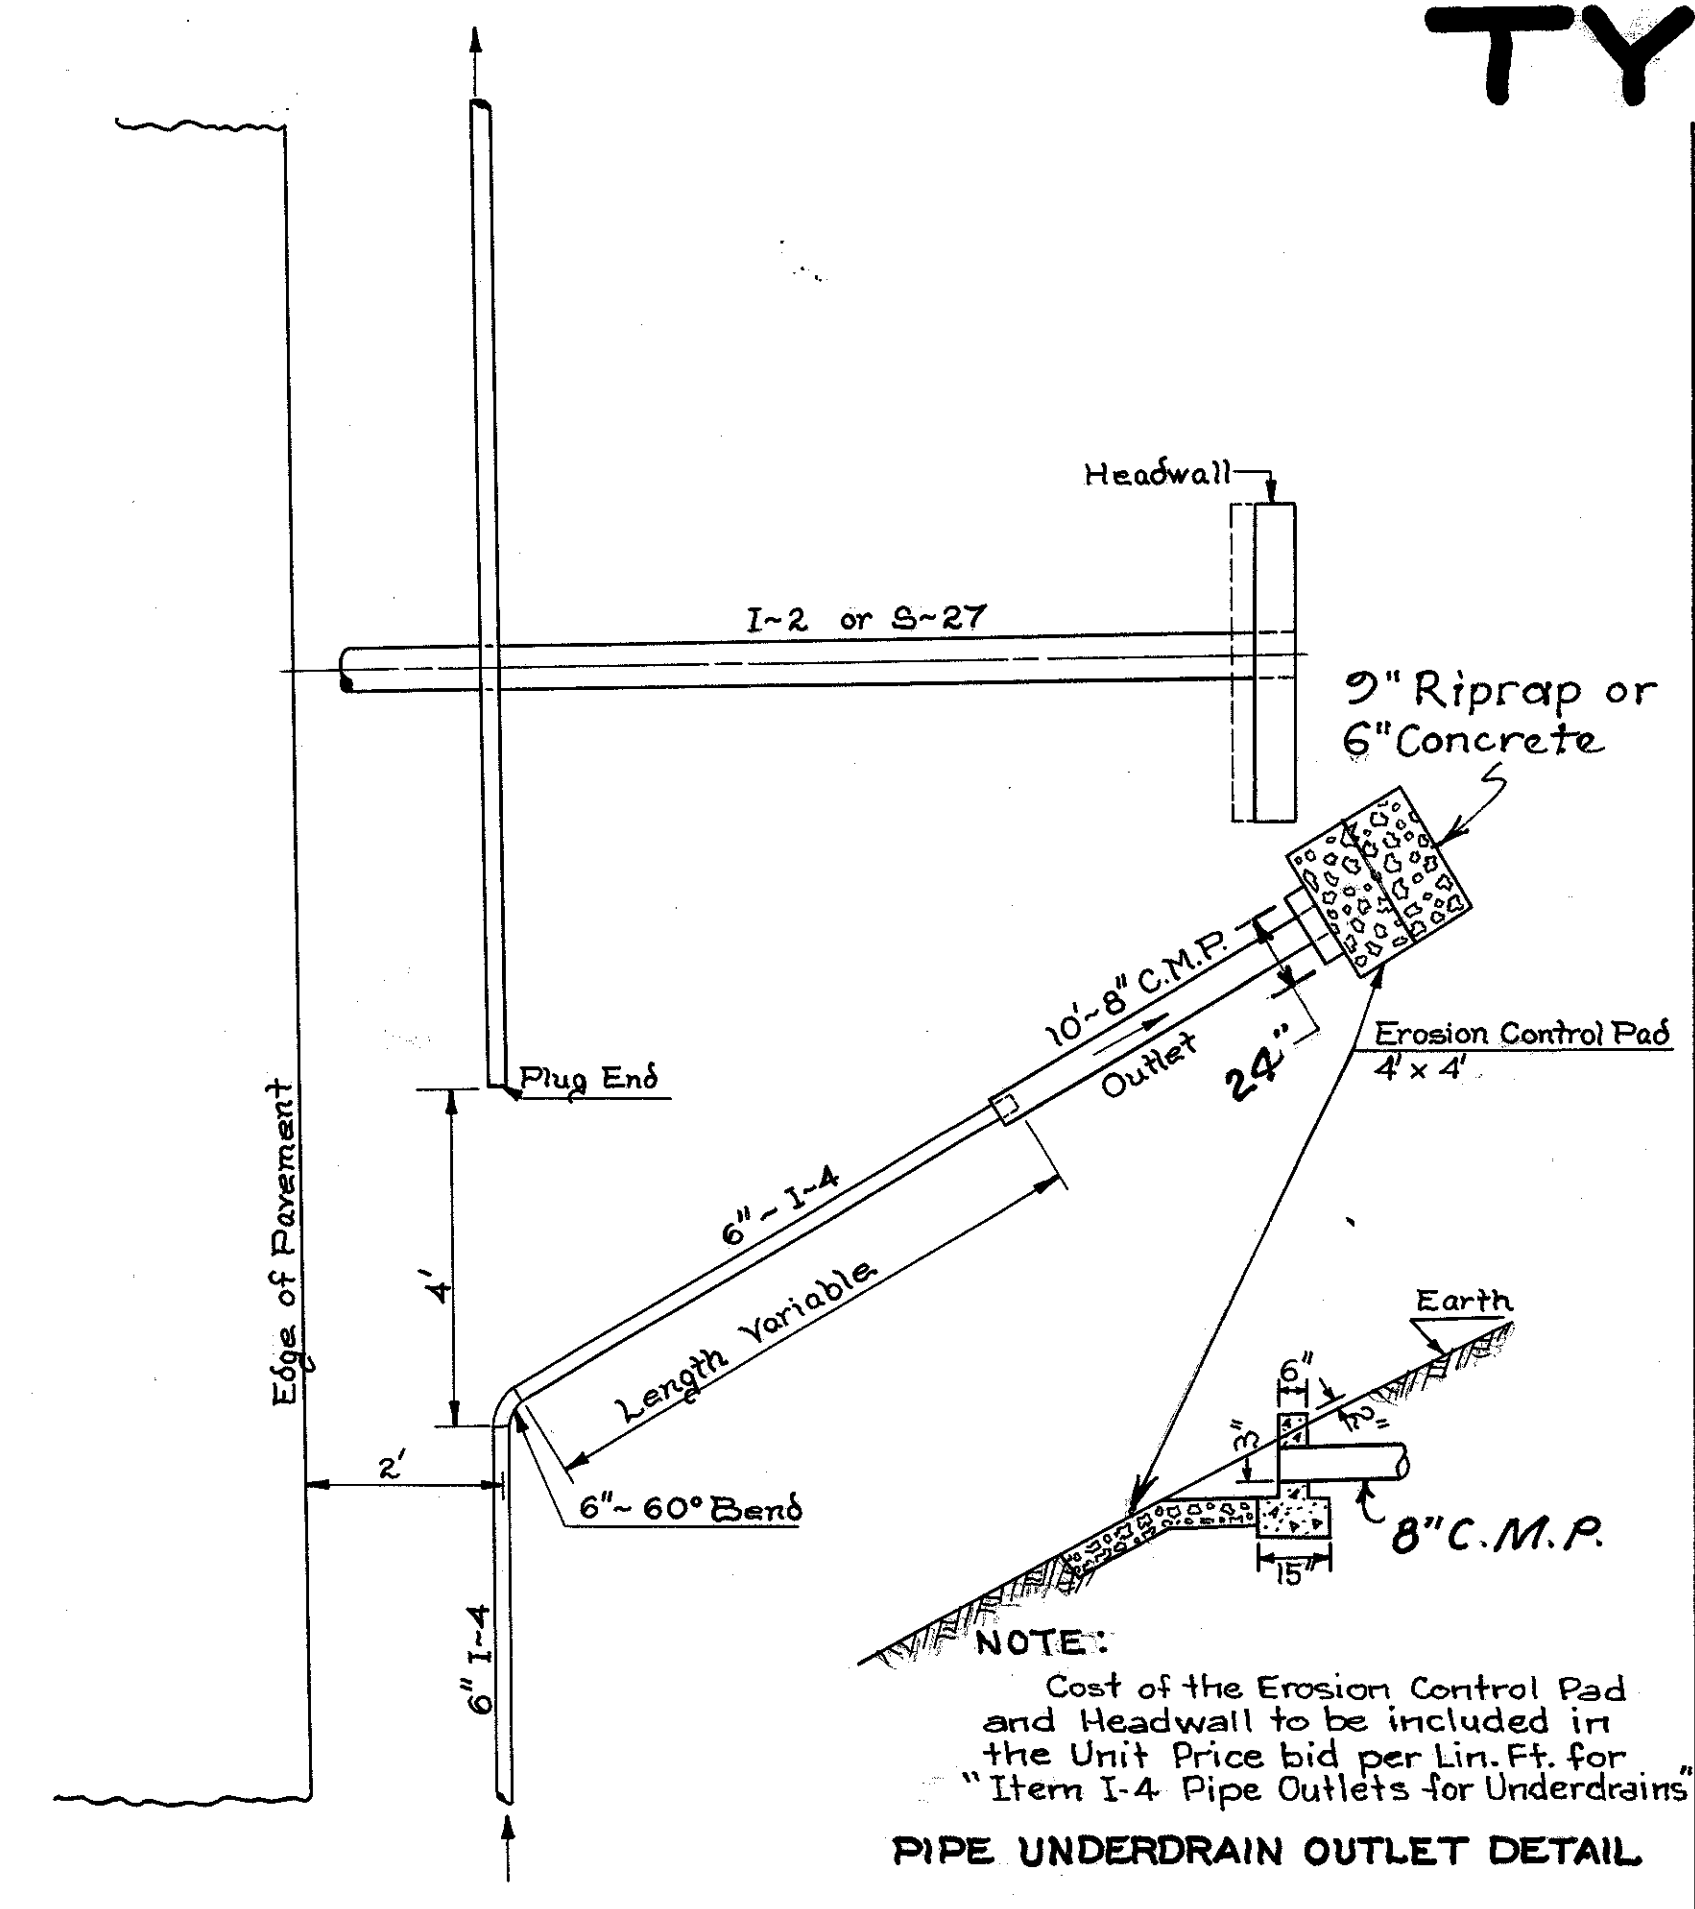 TY
Headwall
I~2 or S~27
9" Riprap or
6" Concrete
10'~8" C.M.P.
Outlet
24"
Erosion Control Pad
4' x 4'
Plug End
Edge of Pavement
4'
6" ~ I~4
Length Variable
2'
6"~ 60° Bend
6" I~4
Earth
6"
2"
3"
8" C.M.P.
15"
NOTE:
Cost of the Erosion Control Pad
and Headwall to be included in
the Unit Price bid per Lin. Ft. for
"Item I-4 Pipe Outlets for Underdrains"
PIPE UNDERDRAIN OUTLET DETAIL